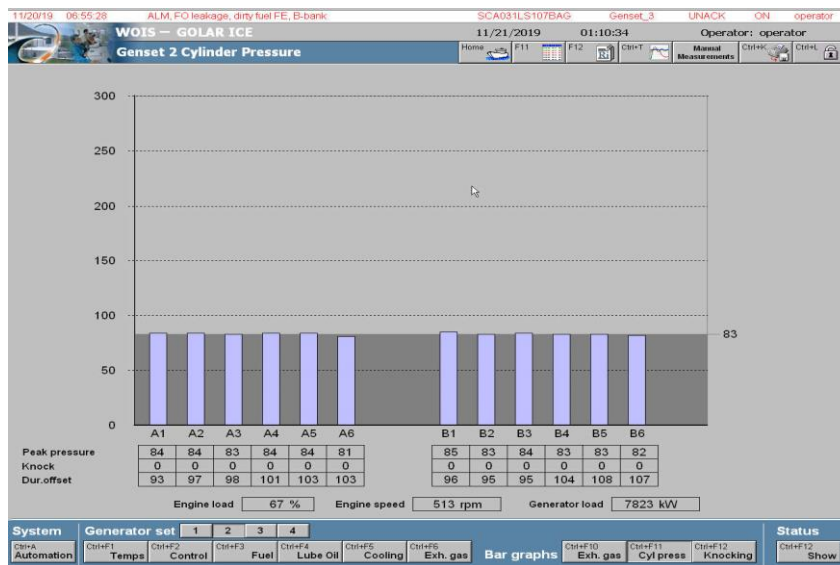 11/20/19 06:55:28 ALM, FO leakage, dirty fuel FE, B-bank SCA031LS107BAG Genset_3 UNACK ON operator
WOIS – GOLAR ICE 11/21/2019 01:10:34 Operator: operator
Genset 2 Cylinder Pressure Home F11 F12 Ctrl+T Manual Measurements Ctrl+K Ctrl+L
300
250
200
150
100
83
50
0
A1 A2 A3 A4 A5 A6 B1 B2 B3 B4 B5 B6
Peak pressure 84 84 83 84 84 81 85 83 84 83 83 82
Knock 0 0 0 0 0 0 0 0 0 0 0 0
Dur.offset 93 97 98 101 103 103 96 95 95 104 108 107
Engine load 67 % Engine speed 513 rpm Generator load 7823 kW
System Generator set 1 2 3 4 Status
Ctrl+A Ctrl+F1 Ctrl+F2 Ctrl+F3 Ctrl+F4 Ctrl+F5 Ctrl+F6 Ctrl+F10 Ctrl+F11 Ctrl+F12 Ctrl+F12
Automation Temps Control Fuel Lube Oil Cooling Exh. gas Bar graphs Exh. gas Cyl press Knocking Show